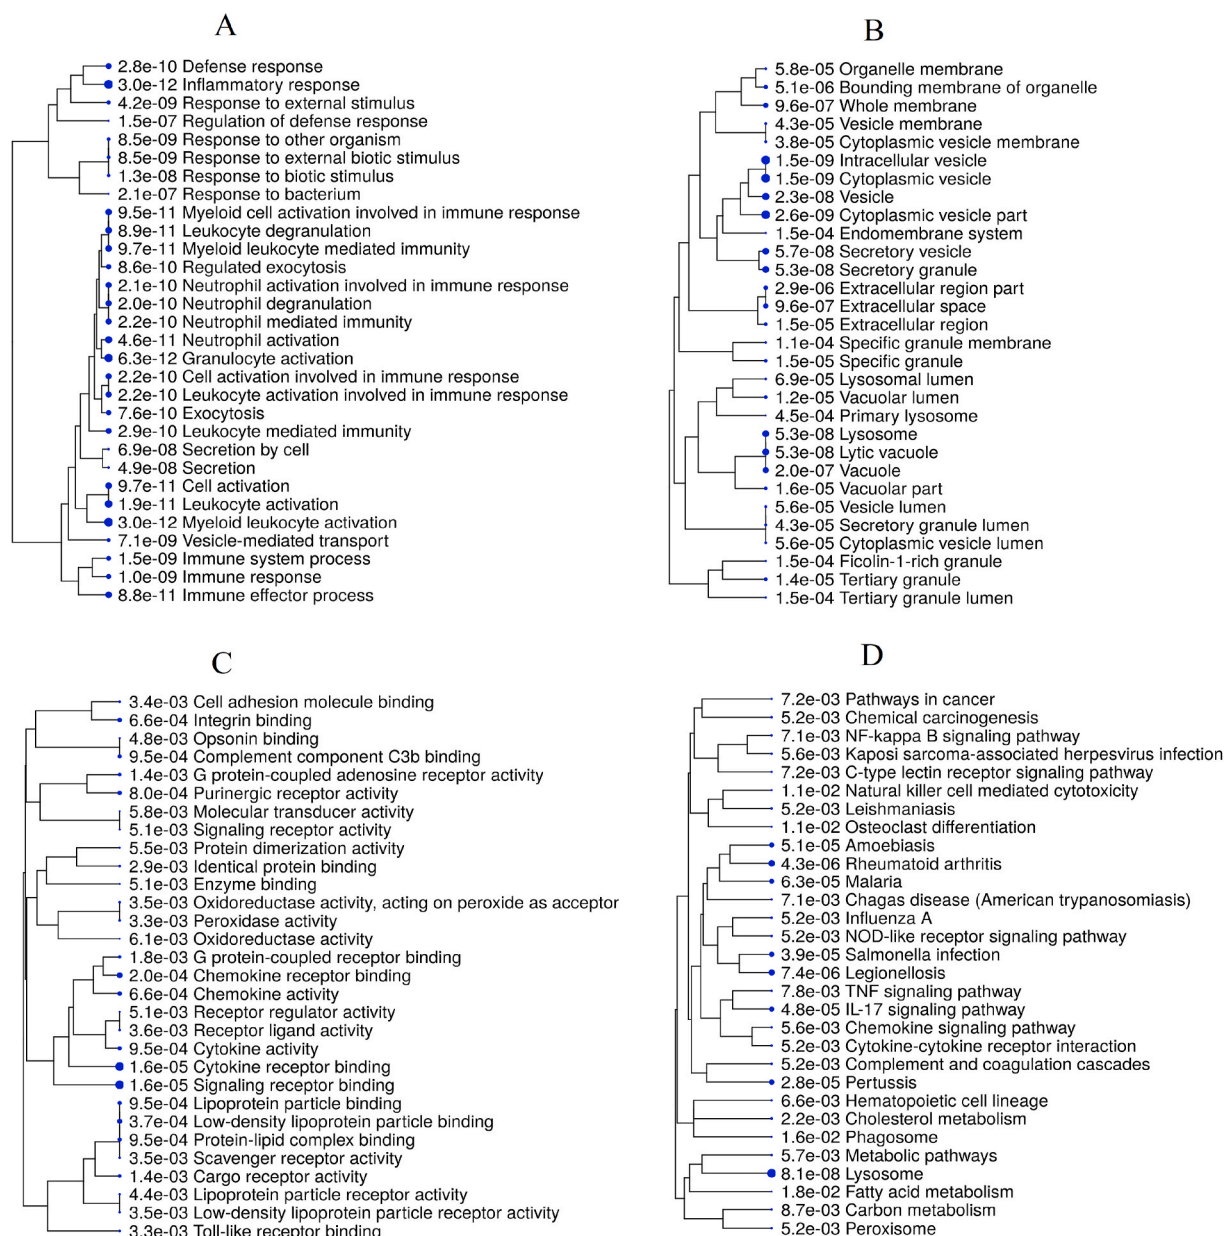 A
2.8e-10 Defense response
3.0e-12 Inflammatory response
4.2e-09 Response to external stimulus
1.5e-07 Regulation of defense response
8.5e-09 Response to other organism
8.5e-09 Response to external biotic stimulus
1.3e-08 Response to biotic stimulus
2.1e-07 Response to bacterium
9.5e-11 Myeloid cell activation involved in immune response
8.9e-11 Leukocyte degranulation
9.7e-11 Myeloid leukocyte mediated immunity
8.6e-10 Regulated exocytosis
2.1e-10 Neutrophil activation involved in immune response
2.0e-10 Neutrophil degranulation
2.2e-10 Neutrophil mediated immunity
4.6e-11 Neutrophil activation
6.3e-12 Granulocyte activation
2.2e-10 Cell activation involved in immune response
2.2e-10 Leukocyte activation involved in immune response
7.6e-10 Exocytosis
2.9e-10 Leukocyte mediated immunity
6.9e-08 Secretion by cell
4.9e-08 Secretion
9.7e-11 Cell activation
1.9e-11 Leukocyte activation
3.0e-12 Myeloid leukocyte activation
7.1e-09 Vesicle-mediated transport
1.5e-09 Immune system process
1.0e-09 Immune response
8.8e-11 Immune effector process
B
5.8e-05 Organelle membrane
5.1e-06 Bounding membrane of organelle
9.6e-07 Whole membrane
4.3e-05 Vesicle membrane
3.8e-05 Cytoplasmic vesicle membrane
1.5e-09 Intracellular vesicle
1.5e-09 Cytoplasmic vesicle
2.3e-08 Vesicle
2.6e-09 Cytoplasmic vesicle part
1.5e-04 Endomembrane system
5.7e-08 Secretory vesicle
5.3e-08 Secretory granule
2.9e-06 Extracellular region part
9.6e-07 Extracellular space
1.5e-05 Extracellular region
1.1e-04 Specific granule membrane
1.5e-05 Specific granule
6.9e-05 Lysosomal lumen
1.2e-05 Vacuolar lumen
4.5e-04 Primary lysosome
5.3e-08 Lysosome
5.3e-08 Lytic vacuole
2.0e-07 Vacuole
1.6e-05 Vacuolar part
5.6e-05 Vesicle lumen
4.3e-05 Secretory granule lumen
5.6e-05 Cytoplasmic vesicle lumen
1.5e-04 Ficolin-1-rich granule
1.4e-05 Tertiary granule
1.5e-04 Tertiary granule lumen
C
3.4e-03 Cell adhesion molecule binding
6.6e-04 Integrin binding
4.8e-03 Opsonin binding
9.5e-04 Complement component C3b binding
1.4e-03 G protein-coupled adenosine receptor activity
8.0e-04 Purinergic receptor activity
5.8e-03 Molecular transducer activity
5.1e-03 Signaling receptor activity
5.5e-03 Protein dimerization activity
2.9e-03 Identical protein binding
5.1e-03 Enzyme binding
3.5e-03 Oxidoreductase activity, acting on peroxide as acceptor
3.3e-03 Peroxidase activity
6.1e-03 Oxidoreductase activity
1.8e-03 G protein-coupled receptor binding
2.0e-04 Chemokine receptor binding
6.6e-04 Chemokine activity
5.1e-03 Receptor regulator activity
3.6e-03 Receptor ligand activity
9.5e-04 Cytokine activity
1.6e-05 Cytokine receptor binding
1.6e-05 Signaling receptor binding
9.5e-04 Lipoprotein particle binding
3.7e-04 Low-density lipoprotein particle binding
9.5e-04 Protein-lipid complex binding
3.5e-03 Scavenger receptor activity
1.4e-03 Cargo receptor activity
4.4e-03 Lipoprotein particle receptor activity
3.5e-03 Low-density lipoprotein particle receptor activity
3.3e-03 Toll-like receptor binding
D
7.2e-03 Pathways in cancer
5.2e-03 Chemical carcinogenesis
7.1e-03 NF-kappa B signaling pathway
5.6e-03 Kaposi sarcoma-associated herpesvirus infection
7.2e-03 C-type lectin receptor signaling pathway
1.1e-02 Natural killer cell mediated cytotoxicity
5.2e-03 Leishmaniasis
1.1e-02 Osteoclast differentiation
5.1e-05 Amoebiasis
4.3e-06 Rheumatoid arthritis
6.3e-05 Malaria
7.1e-03 Chagas disease (American trypanosomiasis)
5.2e-03 Influenza A
5.2e-03 NOD-like receptor signaling pathway
3.9e-05 Salmonella infection
7.4e-06 Legionellosis
7.8e-03 TNF signaling pathway
4.8e-05 IL-17 signaling pathway
5.6e-03 Chemokine signaling pathway
5.2e-03 Cytokine-cytokine receptor interaction
5.2e-03 Complement and coagulation cascades
2.8e-05 Pertussis
6.6e-03 Hematopoietic cell lineage
2.2e-03 Cholesterol metabolism
1.6e-02 Phagosome
5.7e-03 Metabolic pathways
8.1e-08 Lysosome
1.8e-02 Fatty acid metabolism
8.7e-03 Carbon metabolism
5.2e-03 Peroxisome